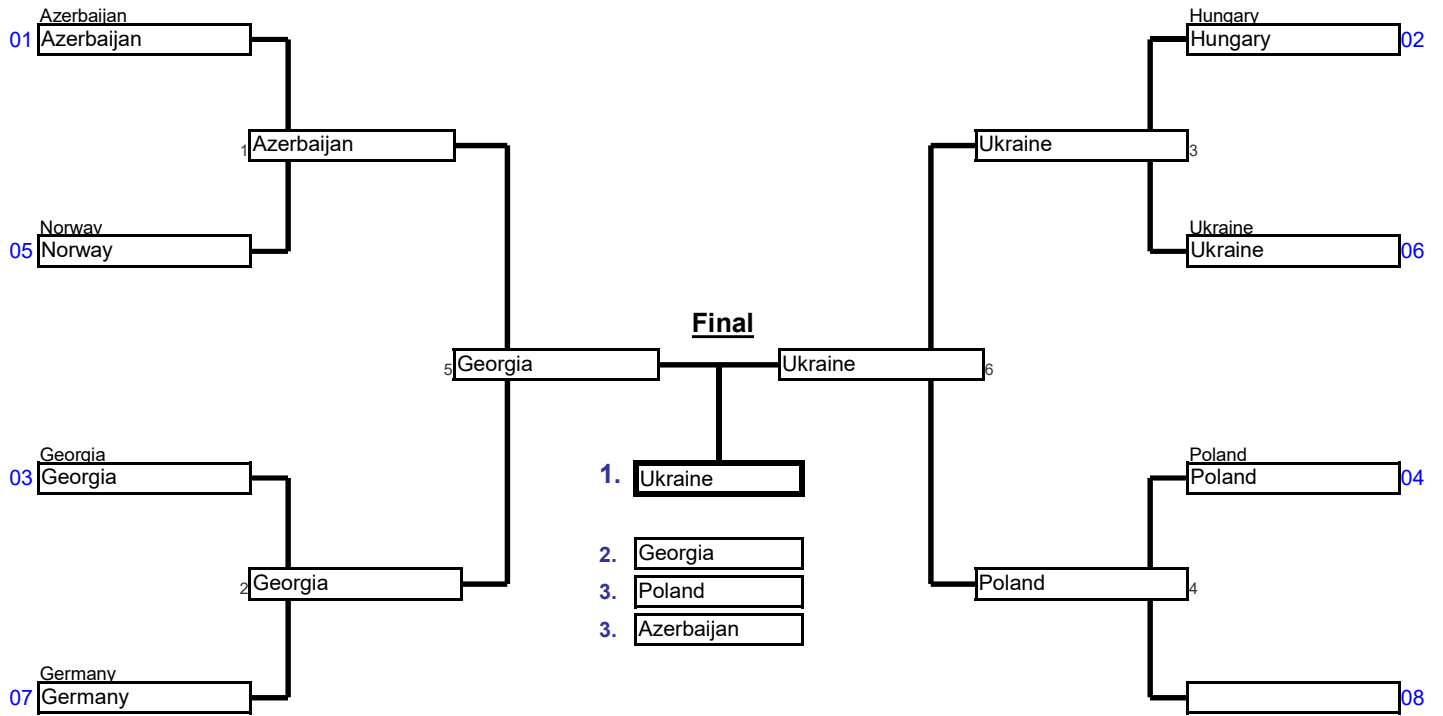 Azerbaijan
01 Azerbaijan
Hungary
Hungary 02
1 Azerbaijan
Ukraine 3
Norway
05 Norway
Ukraine
Ukraine 06
Final
5 Georgia
Ukraine 6
Georgia
03 Georgia
Poland
Poland 04
1. Ukraine
2. Georgia
3. Poland
3. Azerbaijan
2 Georgia
Poland 4
Germany
07 Germany
08